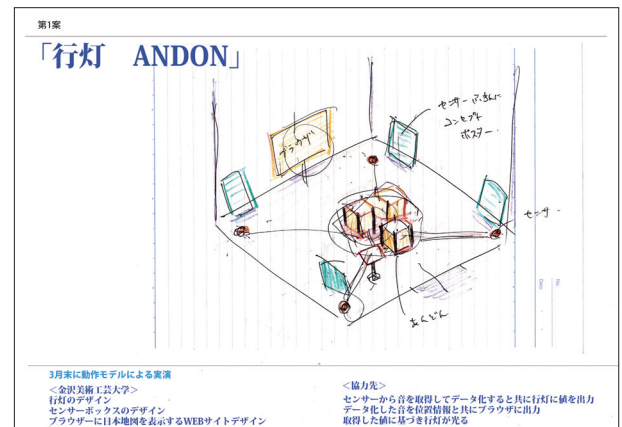 第1案
「行灯　ANDON」
センサーふきんに
コンセプト
ポスター.
ブラウザ
センサー
あんどん
No.
Date
3月末に動作モデルによる実演
＜金沢美術工芸大学＞
行灯のデザイン
センサーボックスのデザイン
ブラウザーに日本地図を表示するWEBサイトデザイン
＜協力先＞
センサーから音を取得してデータ化すると共に行灯に値を出力
データ化した音を位置情報と共にブラウザに出力
取得した値に基づき行灯が光る